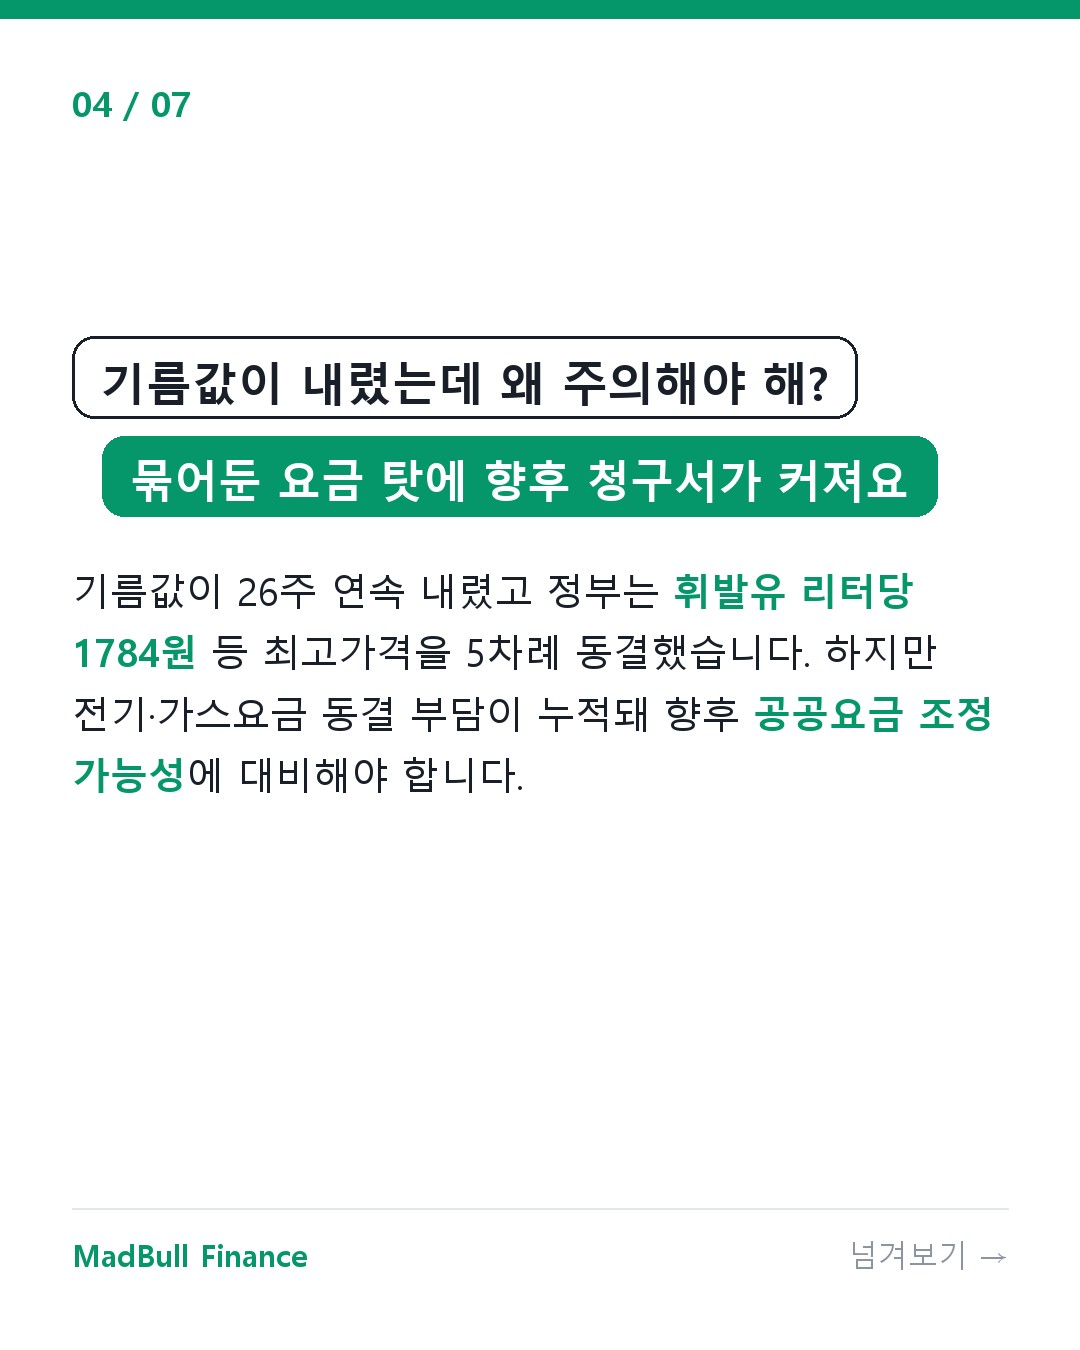 04 / 07
기름값이 내렸는데 왜 주의해야 해?
묶어둔 요금 탓에 향후 청구서가 커져요
기름값이 26주 연속 내렸고 정부는 휘발유 리터당
1784원 등 최고가격을 5차례 동결했습니다. 하지만
전기·가스요금 동결 부담이 누적돼 향후 공공요금 조정
가능성에 대비해야 합니다.
MadBull Finance
넘겨보기 →